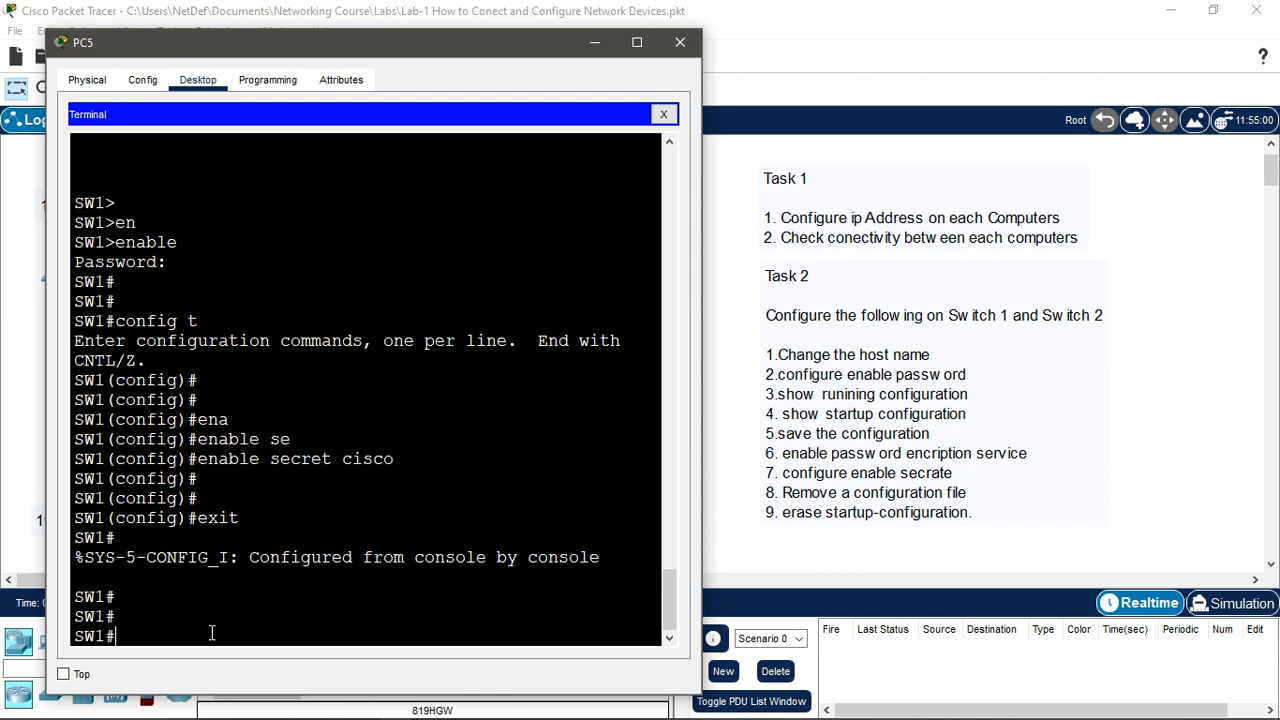 Cisco Packet Tracer - C:\Users\NetDef\Documents\Networking Course\Labs\Lab-1 How to Conect and Configure Network Devices.pkt
File
PC5
Physical Config Desktop Programming Attributes
Terminal X
Root 11:55:00
SW1>
SW1>en
SW1>enable
Password:
SW1#
SW1#
SW1#config t
Enter configuration commands, one per line. End with
CNTL/Z.
SW1(config)#
SW1(config)#
SW1(config)#ena
SW1(config)#enable se
SW1(config)#enable secret cisco
SW1(config)#
SW1(config)#
SW1(config)#exit
SW1#
%SYS-5-CONFIG_I: Configured from console by console
SW1#
SW1#
SW1#
Top
Task 1
1. Configure ip Address on each Computers
2. Check conectivity betw een each computers
Task 2
Configure the follow ing on Sw itch 1 and Sw itch 2
1.Change the host name
2.configure enable passw ord
3.show runining configuration
4. show startup configuration
5.save the configuration
6. enable passw ord encription service
7. configure enable secrate
8. Remove a configuration file
9. erase startup-configuration.
Time:
Realtime Simulation
Scenario 0
New Delete
Toggle PDU List Window
Fire Last Status Source Destination Type Color Time(sec) Periodic Num Edit
819HGW